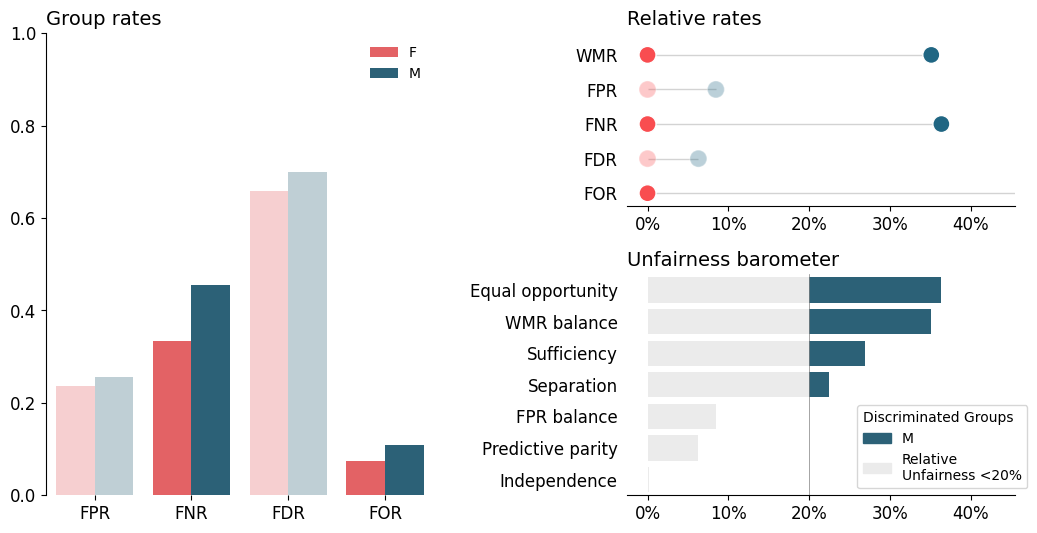 Group rates
1.0
0.8
0.6
0.4
0.2
0.0
FPR
FNR
FDR
FOR
F
M
Relative rates
WMR
FPR
FNR
FDR
FOR
0%
10%
20%
30%
40%
Unfairness barometer
Equal opportunity
WMR balance
Sufficiency
Separation
FPR balance
Predictive parity
Independence
0%
10%
20%
30%
40%
Discriminated Groups
M
Relative
Unfairness <20%